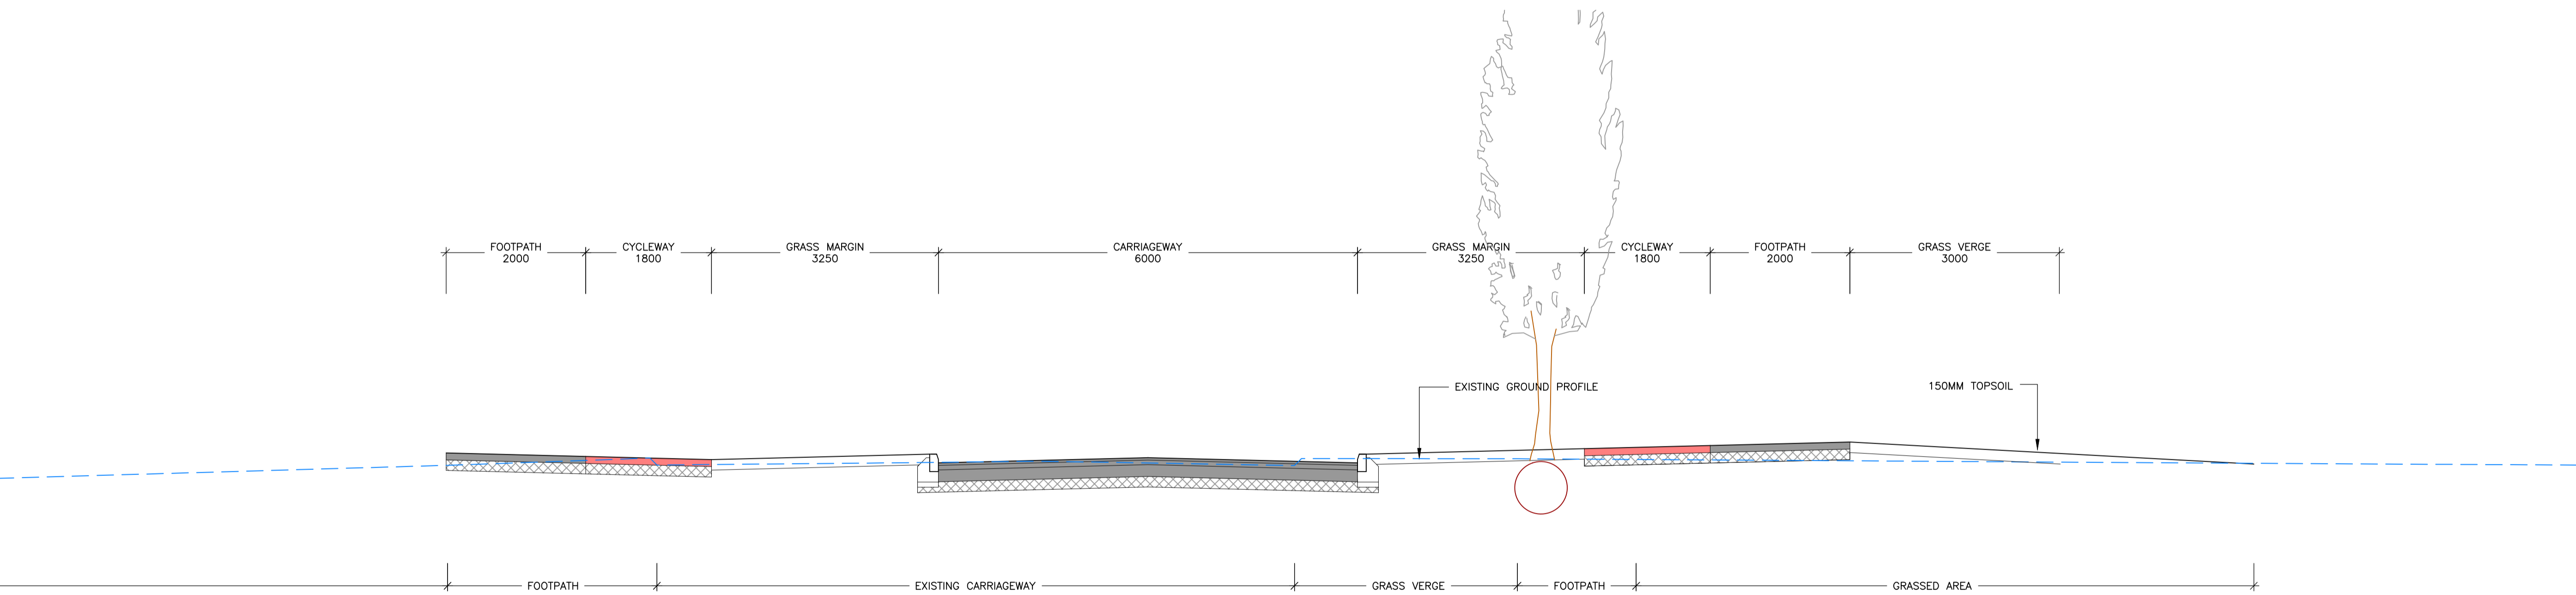 FOOTPATH
2000
CYCLEWAY
1800
GRASS MARGIN
3250
CARRIAGEWAY
6000
GRASS MARGIN
3250
CYCLEWAY
1800
FOOTPATH
2000
GRASS VERGE
3000
EXISTING GROUND PROFILE
150MM TOPSOIL
FOOTPATH
EXISTING CARRIAGEWAY
GRASS VERGE
FOOTPATH
GRASSED AREA